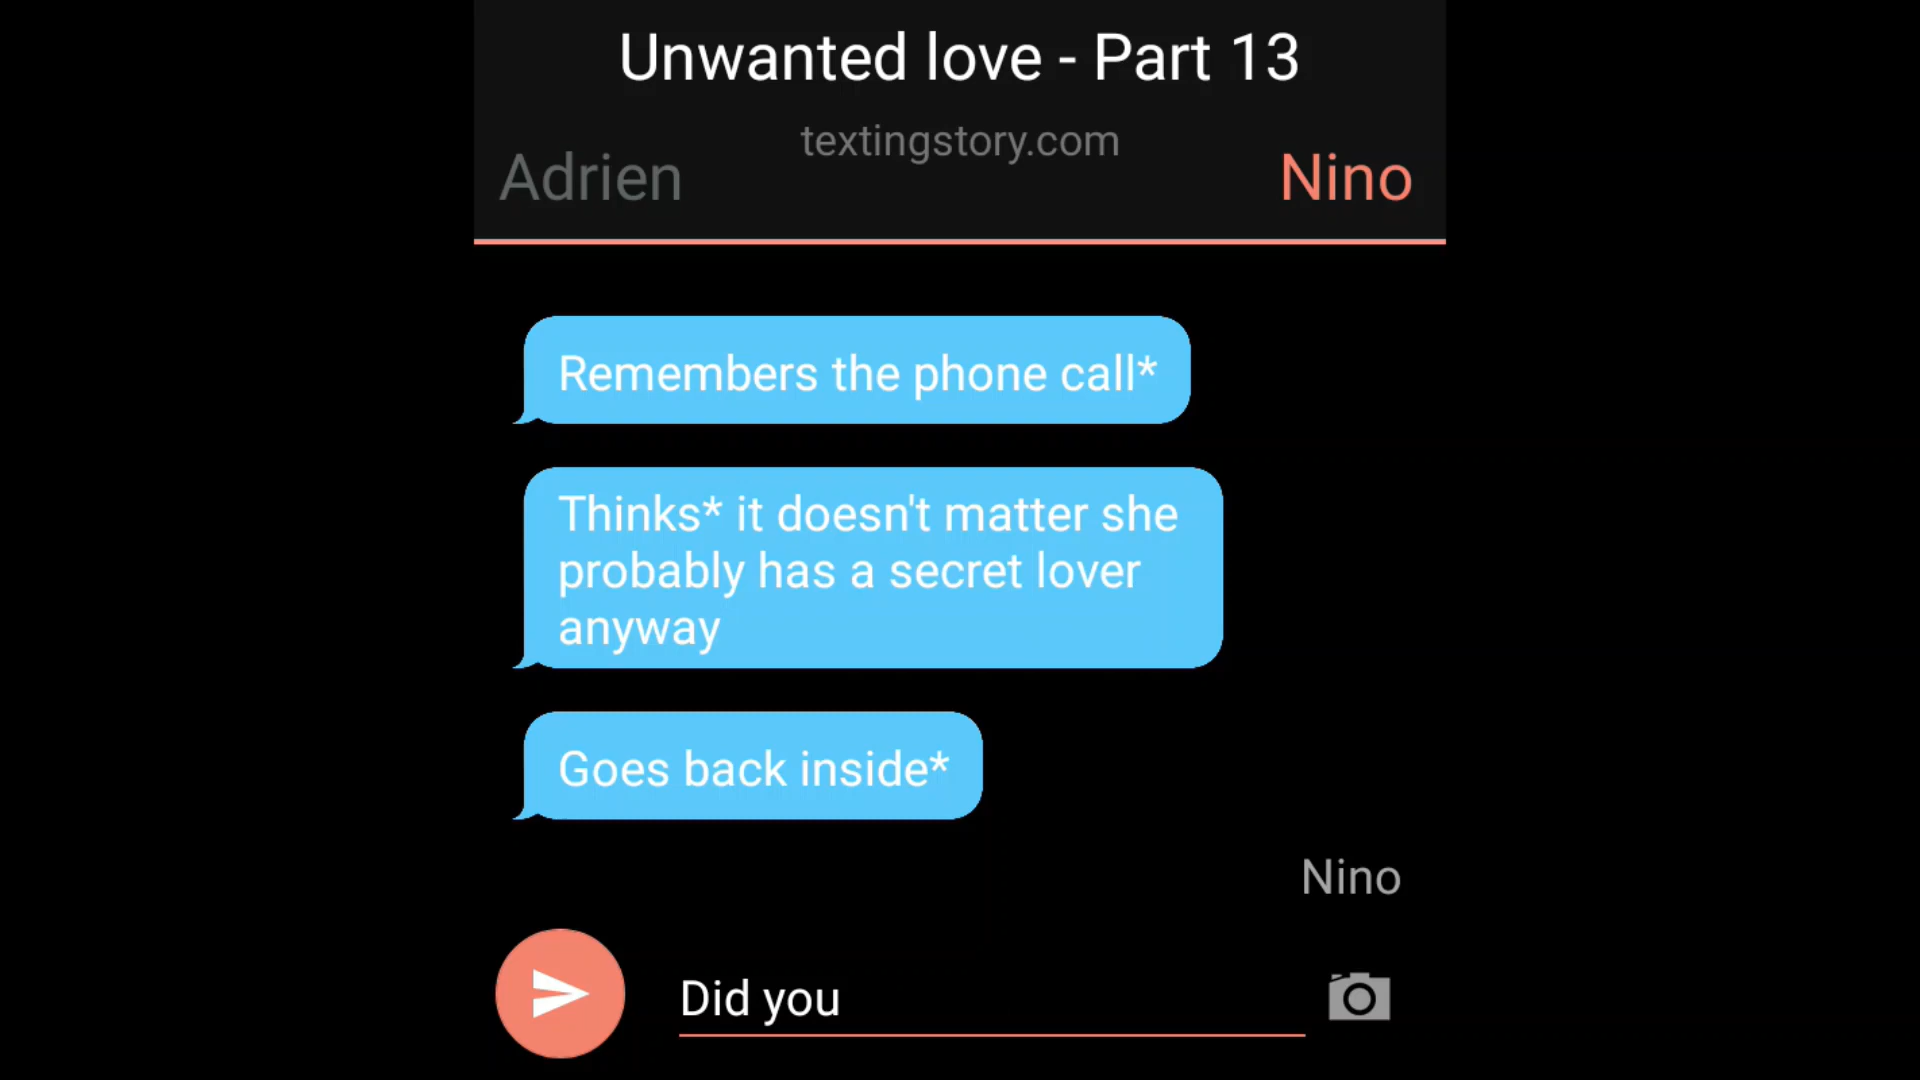 Unwanted love - Part 13
textingstory.com
Adrien
Nino
Remembers the phone call*
Thinks* it doesn't matter she
probably has a secret lover
anyway
Goes back inside*
Nino
Did you